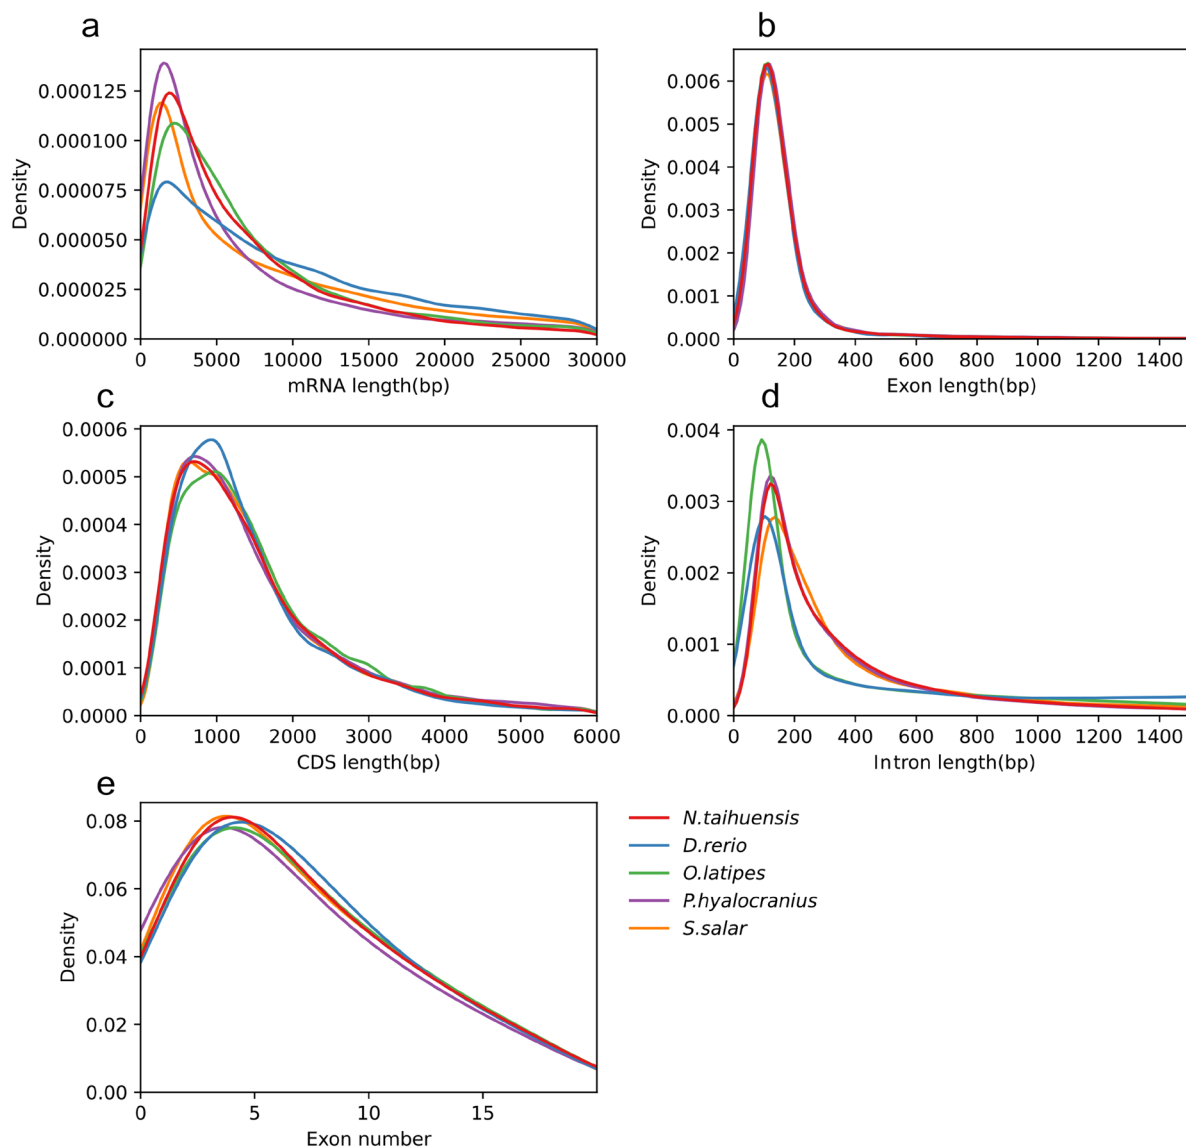 a
0.000125
0.000100
0.000075
0.000050
0.000025
0.000000
Density
0 5000 10000 15000 20000 25000 30000
mRNA length(bp)
b
0.006
0.005
0.004
0.003
0.002
0.001
0.000
Density
0 200 400 600 800 1000 1200 1400
Exon length(bp)
c
0.0006
0.0005
0.0004
0.0003
0.0002
0.0001
0.0000
Density
0 1000 2000 3000 4000 5000 6000
CDS length(bp)
d
0.004
0.003
0.002
0.001
0.000
Density
0 200 400 600 800 1000 1200 1400
Intron length(bp)
e
0.08
0.06
0.04
0.02
0.00
Density
0 5 10 15
Exon number
N.taihuensis
D.rerio
O.latipes
P.hyalocranius
S.salar